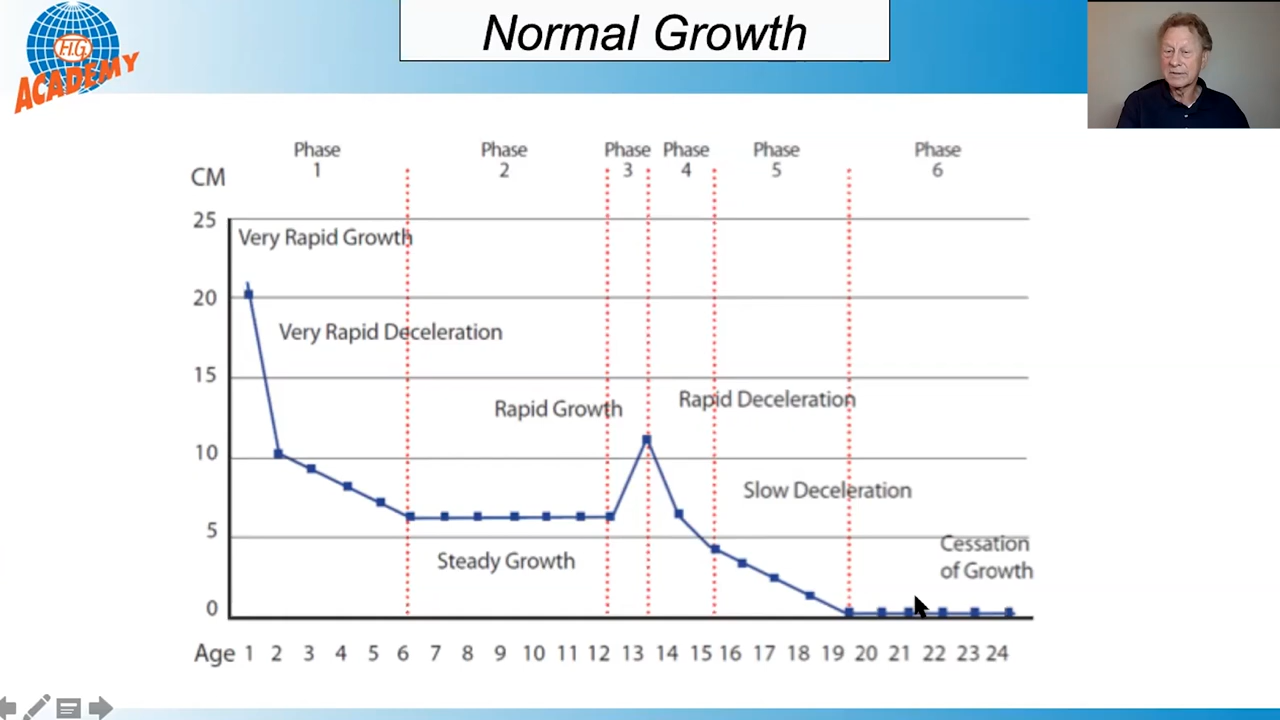 Normal Growth
F.I.G.
ACADEMY
Phase 1
Phase 2
Phase 3
Phase 4
Phase 5
Phase 6
CM
25
Very Rapid Growth
20
Very Rapid Deceleration
15
Rapid Growth
Rapid Deceleration
10
Slow Deceleration
5
Steady Growth
Cessation
of Growth
0
Age 1 2 3 4 5 6 7 8 9 10 11 12 13 14 15 16 17 18 19 20 21 22 23 24